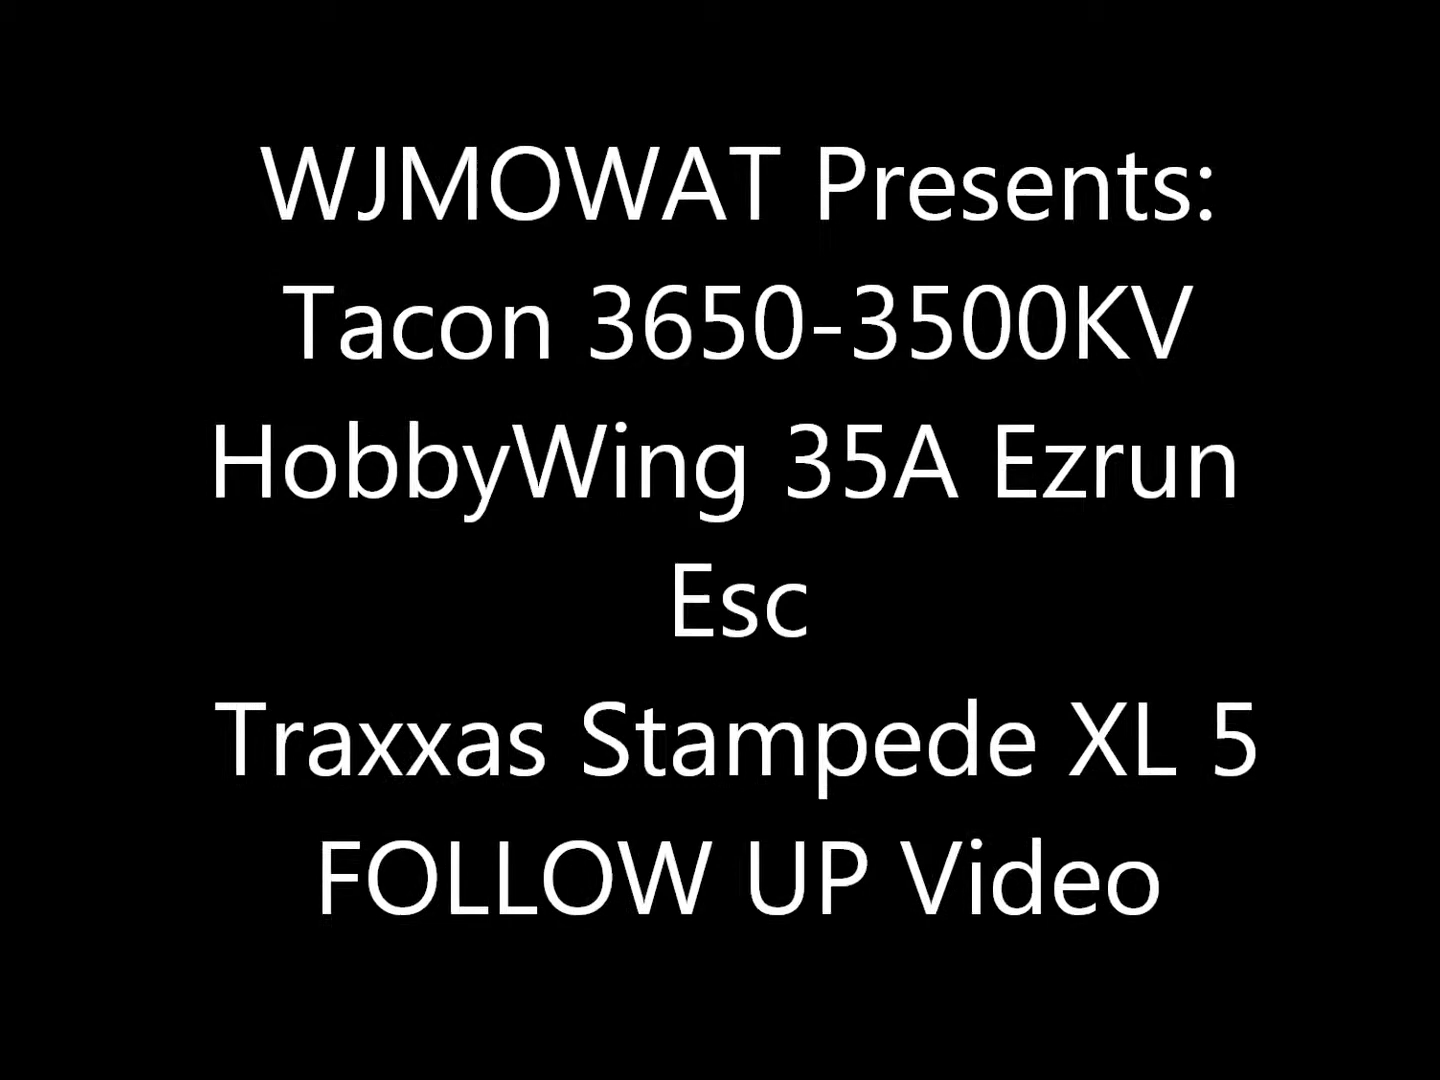 WJMOWAT Presents:
Tacon 3650-3500KV
HobbyWing 35A Ezrun
Esc
Traxxas Stampede XL 5
FOLLOW UP Video